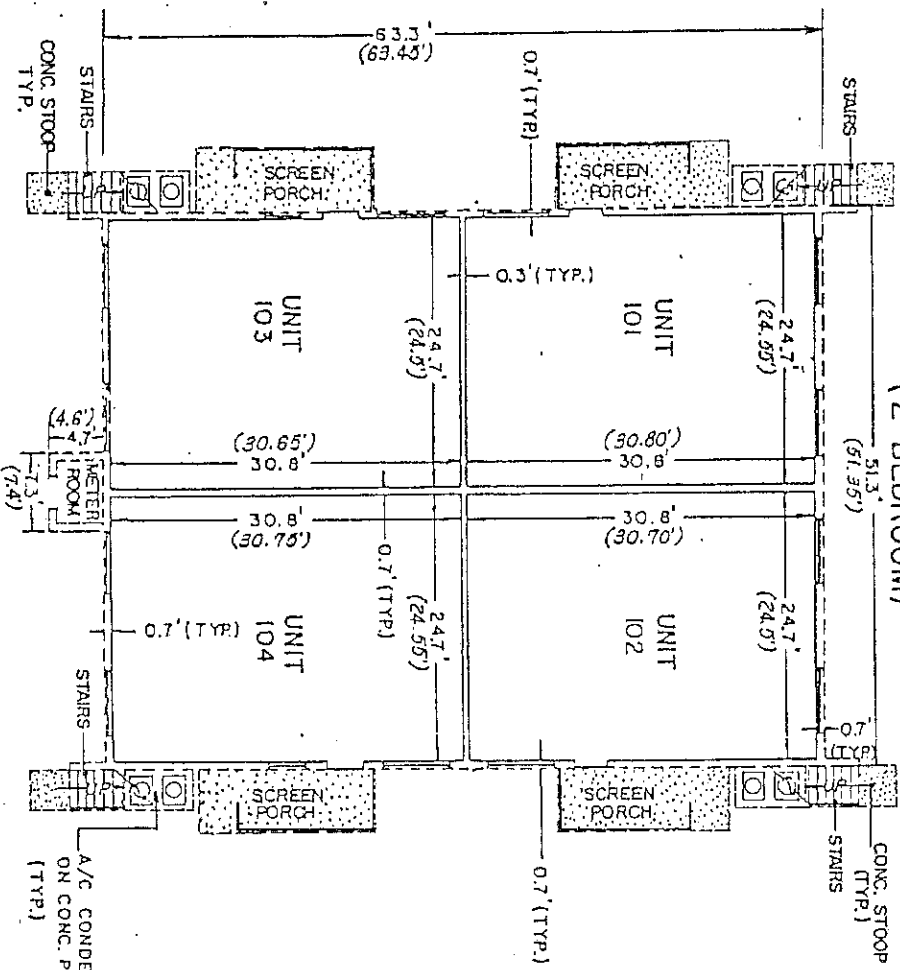 63.3'
(63.45')
STAIRS
CONC. STOOP
TYP.
0.7' (TYP.)
STAIRS
SCREEN
PORCH
SCREEN
PORCH
0.3' (TYP.)
UNIT
103
UNIT
101
24.7'
(24.5')
24.7'
(24.55')
51.3'
(51.35')
(2 BEDROOM)
(4.6')
4.7'
METER
ROOM
7.3'
(7.4')
(30.65')
30.8'
(30.80')
30.8'
30.8'
(30.75')
30.8'
(30.70')
0.7' (TYP.)
0.7' (TYP.)
UNIT
104
UNIT
102
24.7'
(24.55')
24.7'
(24.5')
0.7'
(TYP.)
STAIRS
SCREEN
PORCH
SCREEN
PORCH
STAIRS
CONC. STOOP
(TYP.)
0.7' (TYP.)
A/C CONDE
ON CONC. P
(TYP.)